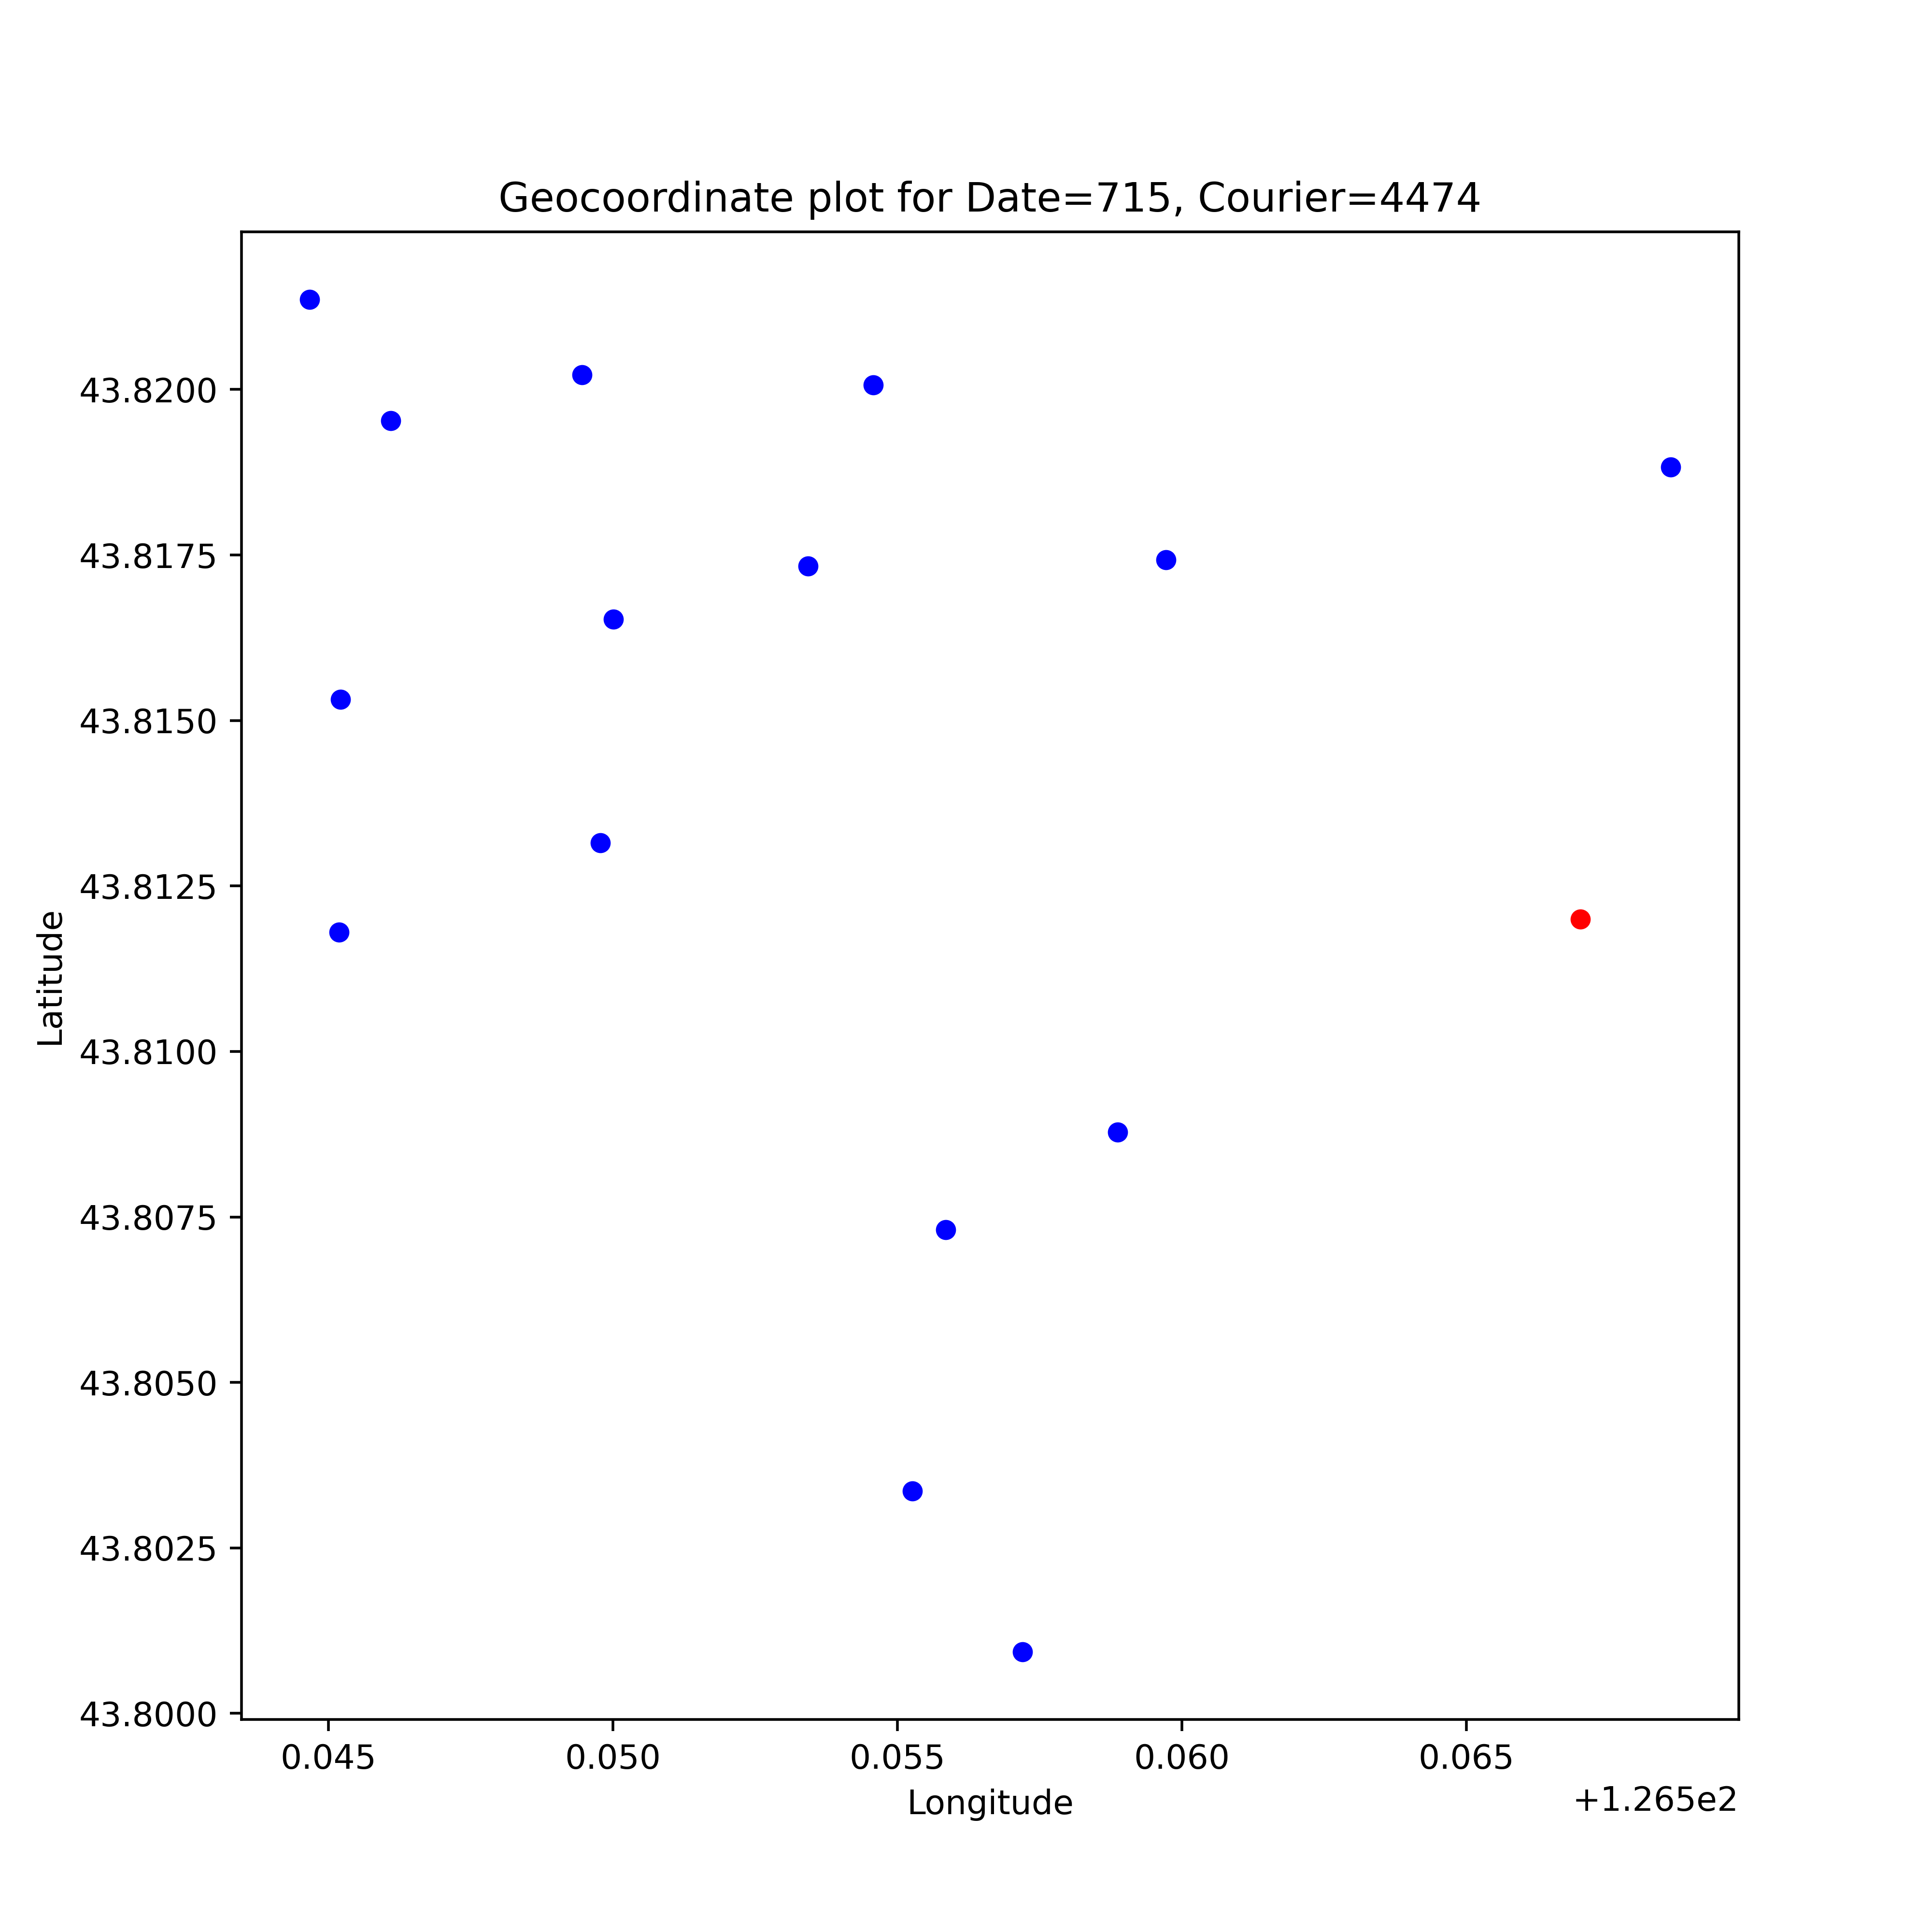 Geocoordinate plot for Date=715, Courier=4474
43.8200
43.8175
43.8150
43.8125
43.8100
43.8075
43.8050
43.8025
43.8000
Latitude
0.045 0.050 0.055 0.060 0.065
Longitude
+1.265e2